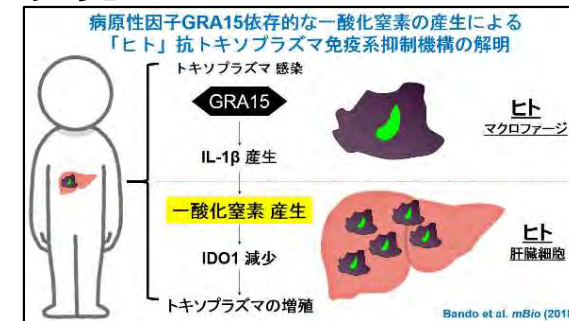 病原性因子GRA15依存的な一酸化窒素の産生による
「ヒト」抗トキソプラズマ免疫系抑制機構の解明
トキソプラズマ 感染
GRA15
IL-1β 産生
一酸化窒素 産生
IDO1 減少
トキソプラズマの増殖
ヒト
マクロファージ
ヒト
肝臓細胞
Bando et al. mBio (2018